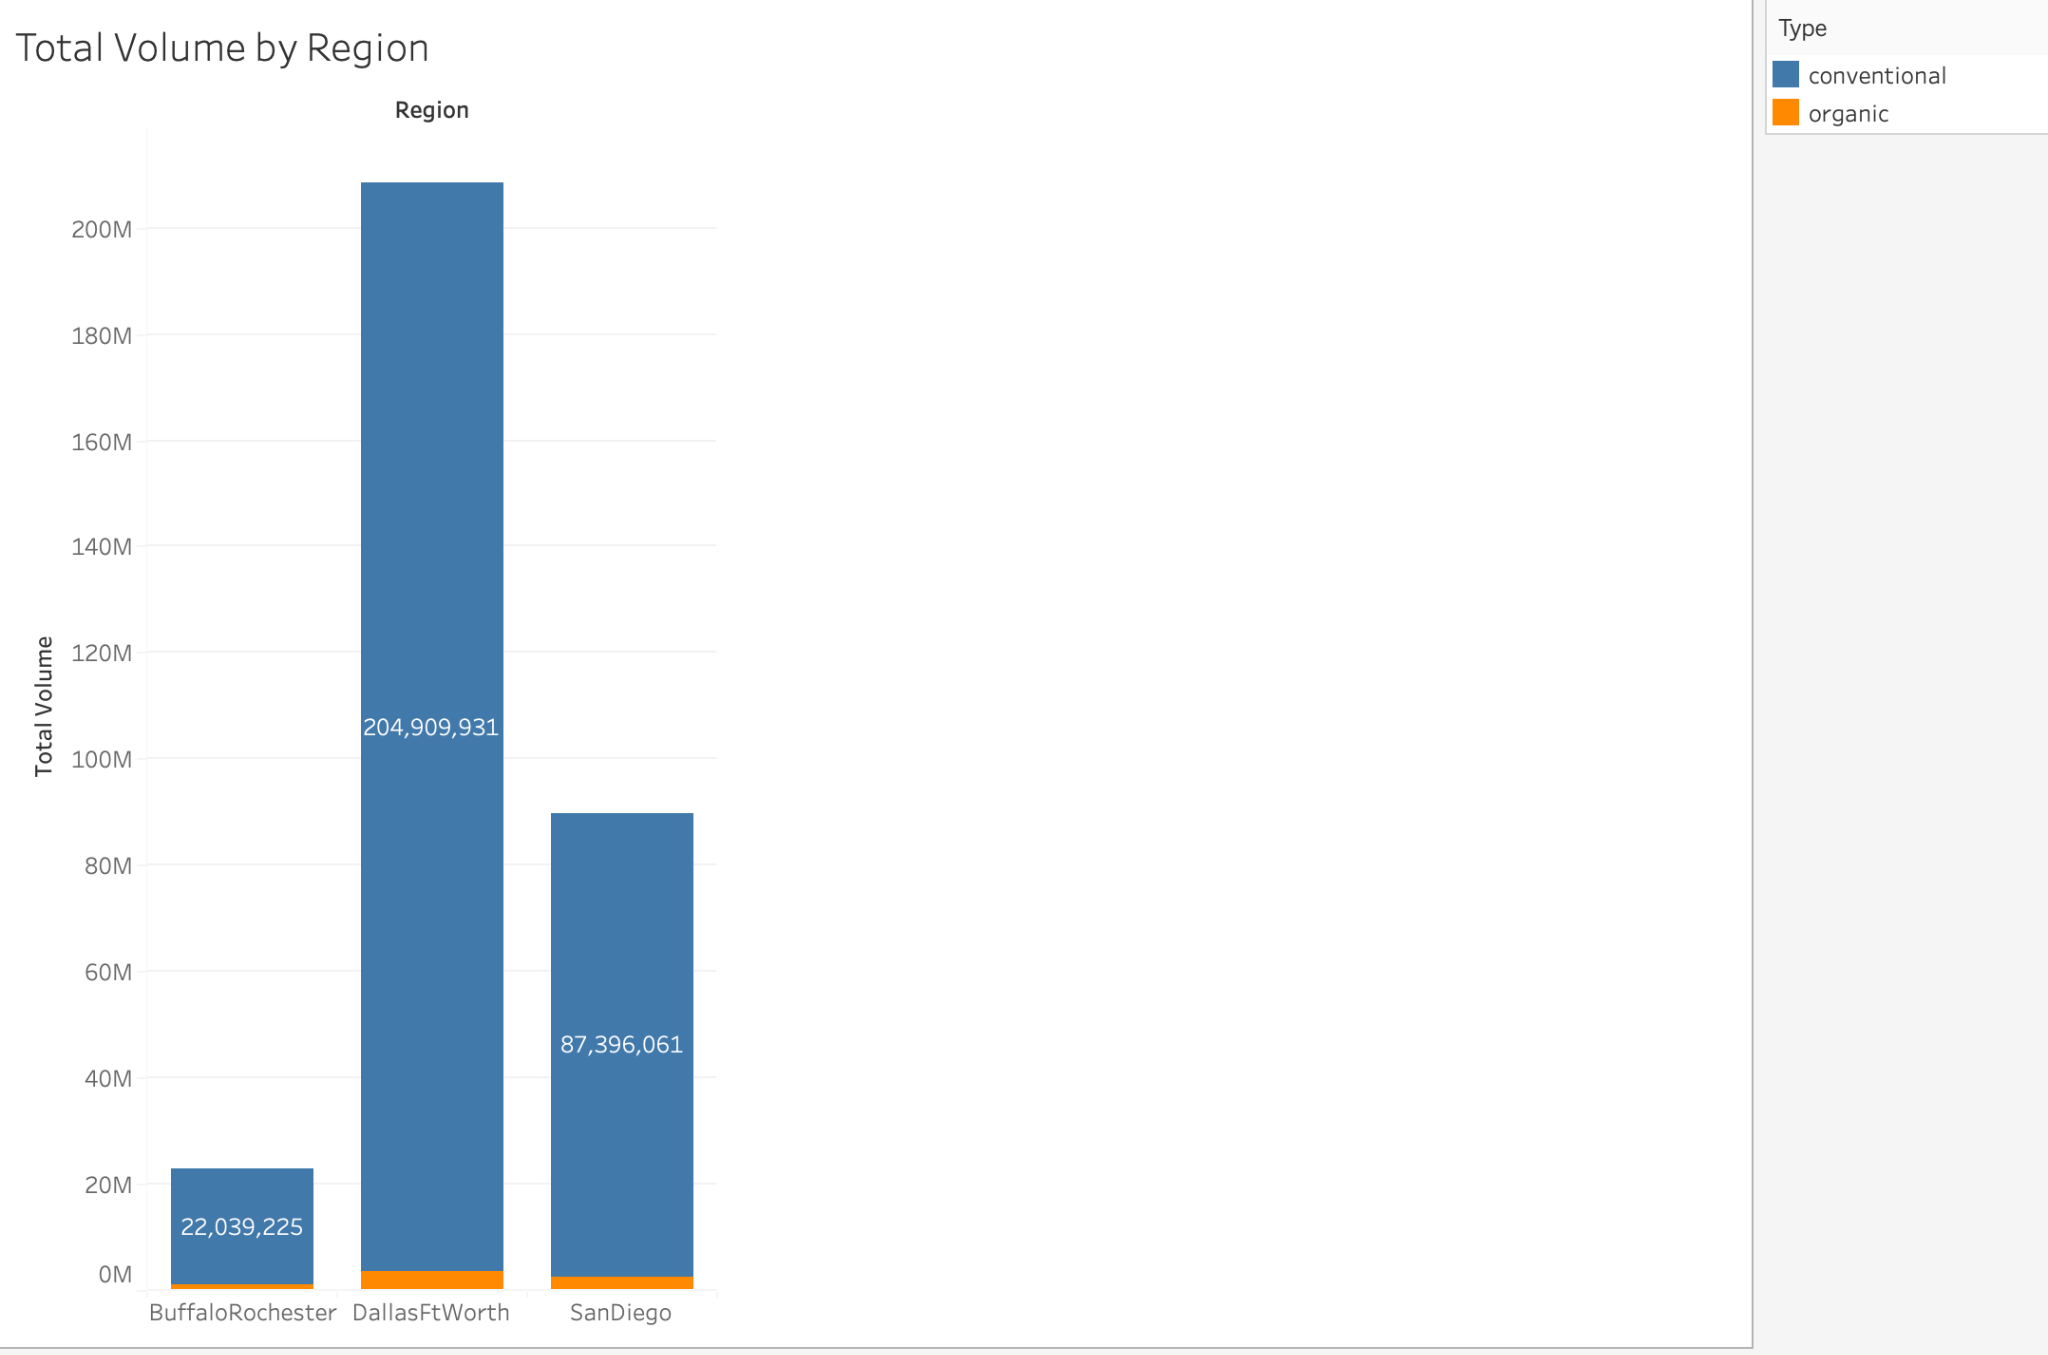 Total Volume by Region
Type
conventional
organic
Region
Total Volume
200M
180M
160M
140M
120M
100M
80M
60M
40M
20M
0M
204,909,931
87,396,061
22,039,225
BuffaloRochester DallasFtWorth SanDiego